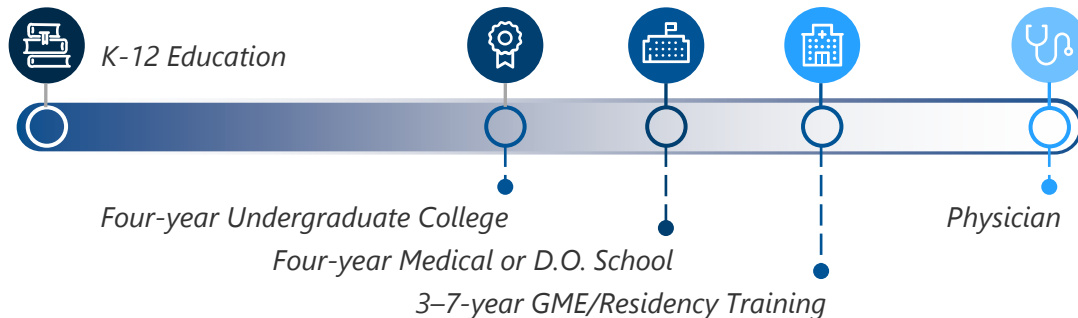 K-12 Education
Four-year Undergraduate College
Physician
Four-year Medical or D.O. School
3–7-year GME/Residency Training